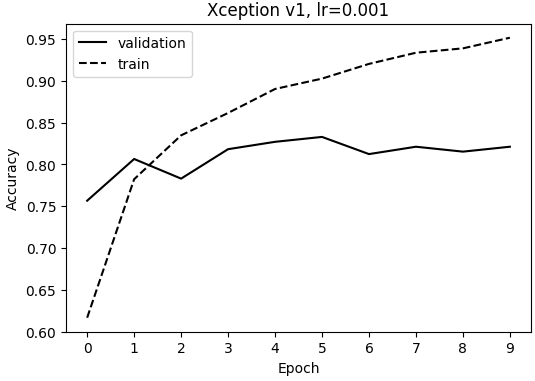 Xception v1, lr=0.001
validation
train
0.95
0.90
0.85
0.80
0.75
0.70
0.65
0.60
Accuracy
0 1 2 3 4 5 6 7 8 9
Epoch